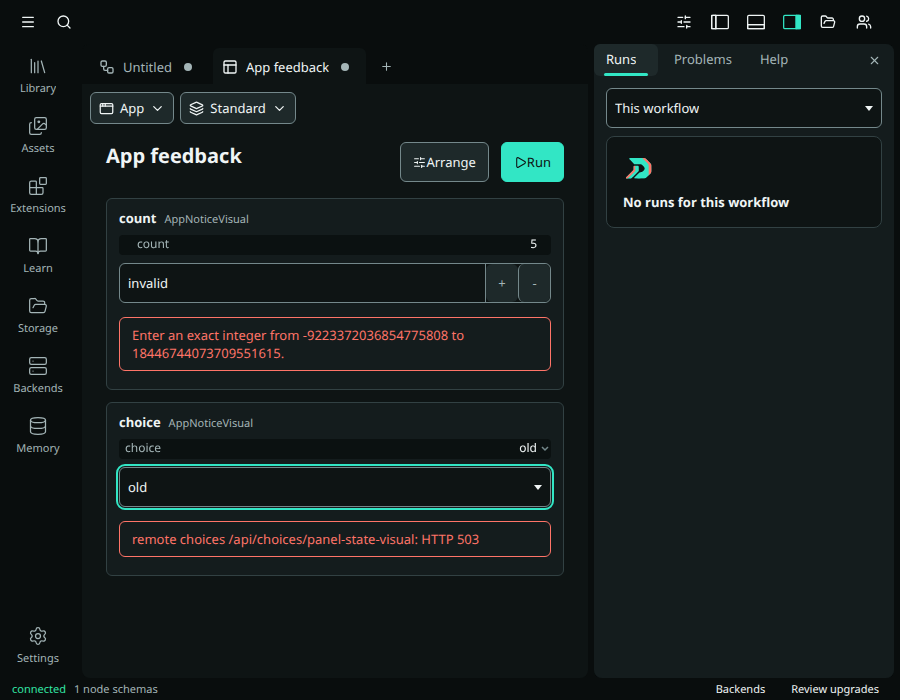 Library
Assets
Extensions
Learn
Storage
Backends
Memory
Settings
Untitled
App feedback
+
App
Standard
App feedback
Arrange
Run
count AppNoticeVisual
count 5
invalid + -
Enter an exact integer from -9223372036854775808 to
18446744073709551615.
choice AppNoticeVisual
choice old
old
remote choices /api/choices/panel-state-visual: HTTP 503
Runs Problems Help ×
This workflow
No runs for this workflow
connected 1 node schemas
Backends Review upgrades